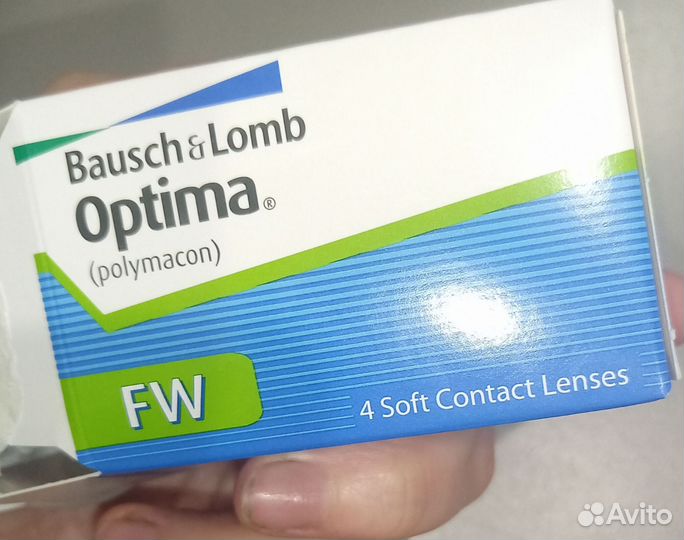 Bausch & Lomb
Optima®
(polymacon)
FW
4 Soft Contact Lenses
Avito